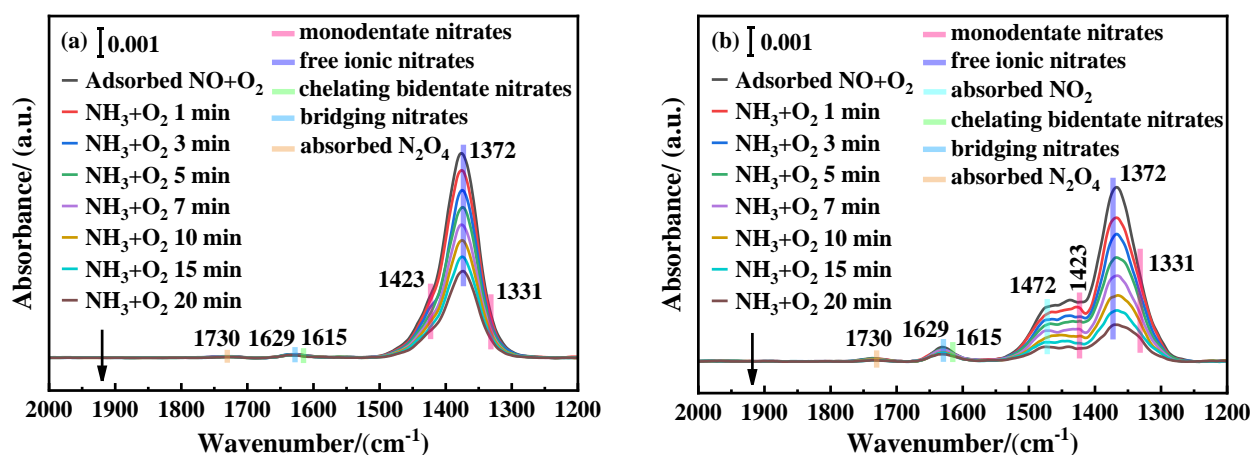 (a) 0.001
Adsorbed NO+O₂
NH₃+O₂ 1 min
NH₃+O₂ 3 min
NH₃+O₂ 5 min
NH₃+O₂ 7 min
NH₃+O₂ 10 min
NH₃+O₂ 15 min
NH₃+O₂ 20 min
monodentate nitrates
free ionic nitrates
chelating bidentate nitrates
bridging nitrates
absorbed N₂O₄
1372
1423
1331
1730
1629
1615
Absorbance/ (a.u.)
2000 1900 1800 1700 1600 1500 1400 1300 1200
Wavenumber/(cm⁻¹)
(b) 0.001
Adsorbed NO+O₂
NH₃+O₂ 1 min
NH₃+O₂ 3 min
NH₃+O₂ 5 min
NH₃+O₂ 7 min
NH₃+O₂ 10 min
NH₃+O₂ 15 min
NH₃+O₂ 20 min
monodentate nitrates
free ionic nitrates
absorbed NO₂
chelating bidentate nitrates
bridging nitrates
absorbed N₂O₄
1372
1423
1331
1472
1730
1629
1615
Absorbance/ (a.u.)
2000 1900 1800 1700 1600 1500 1400 1300 1200
Wavenumber/(cm⁻¹)